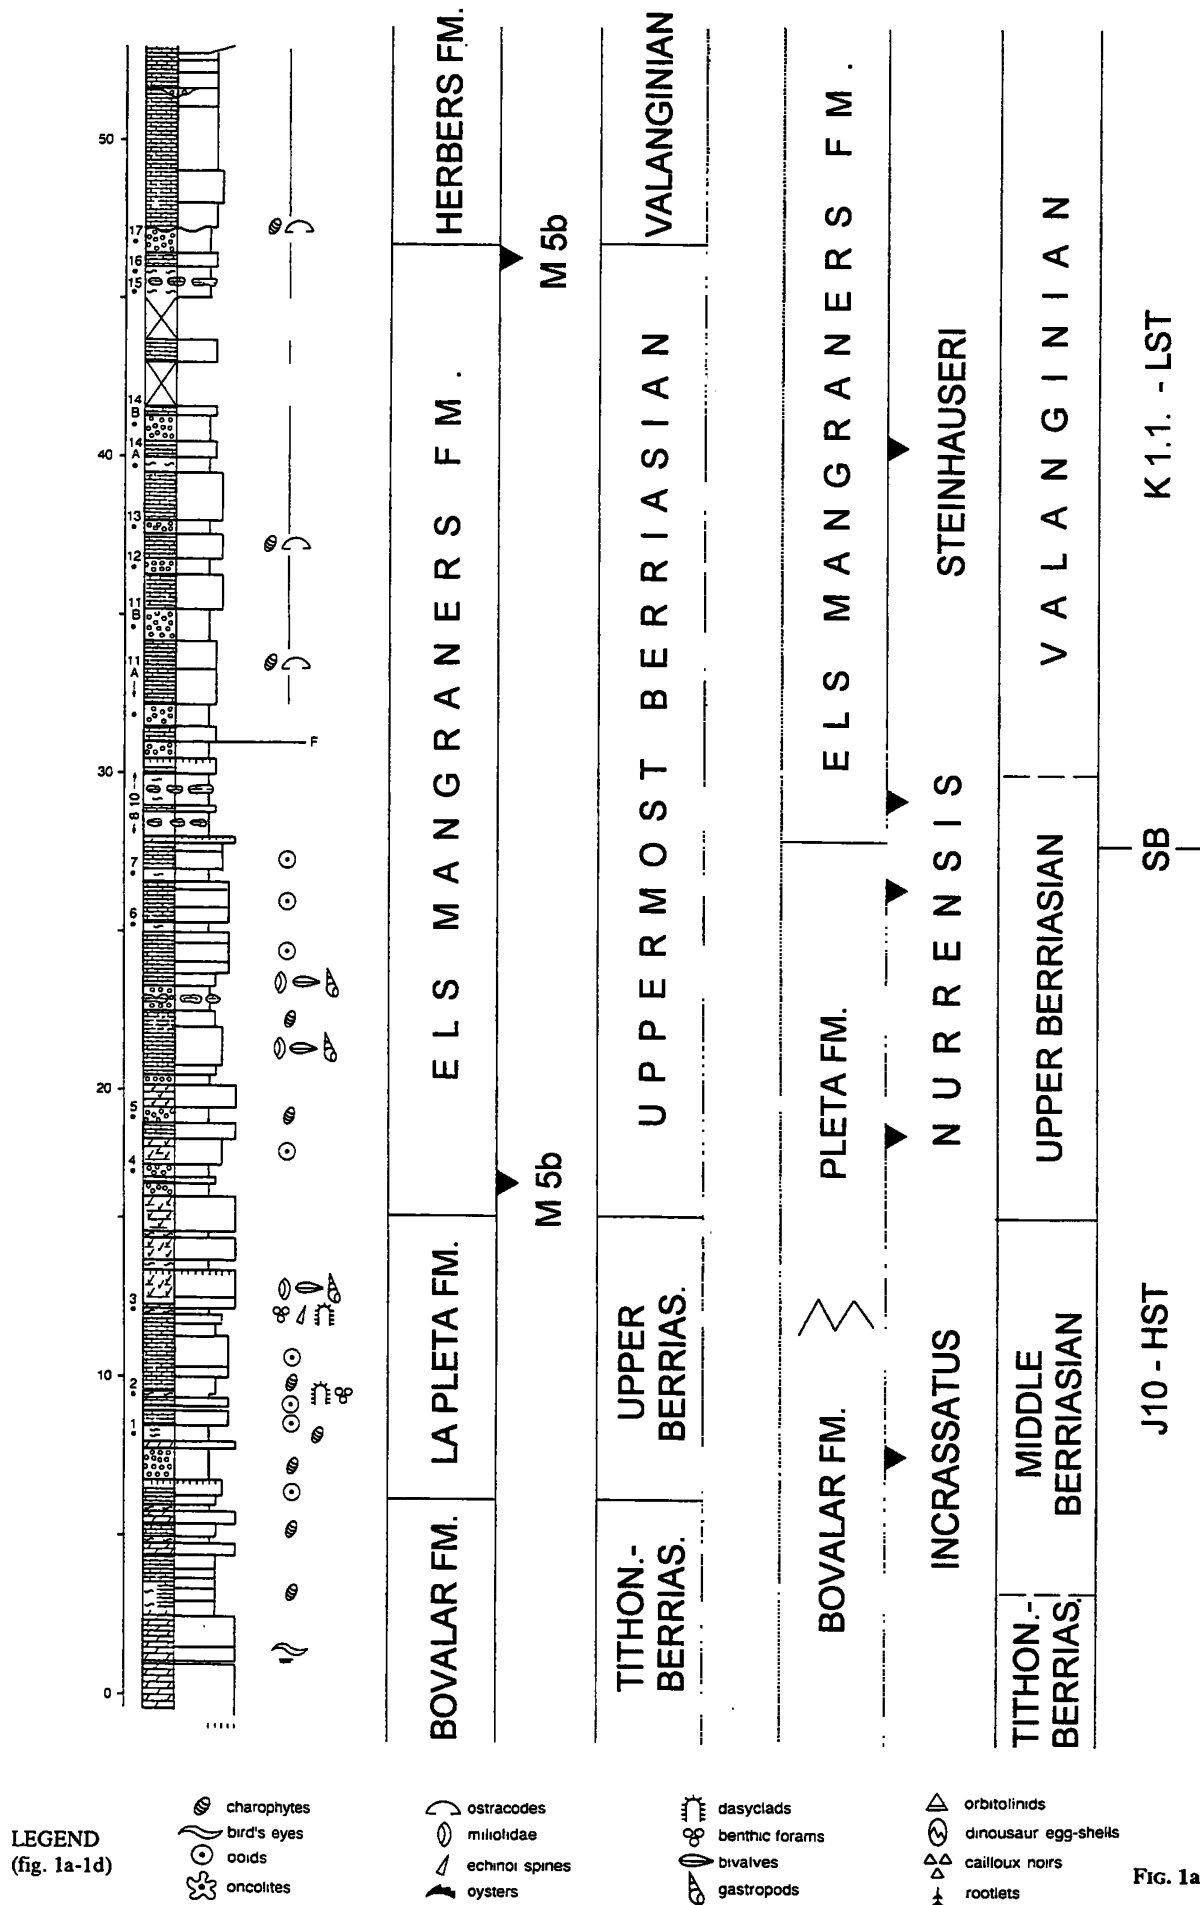 50
40
30
20
10
0
17
16
15
14
B
14
A
13
12
11
B
11
A
F
10
8
7
6
5
4
3
2
1
HERBERS FM.
ELS MANGRANERS FM.
LA PLETA FM.
BOVALAR FM.
M 5b
M 5b
VALANGINIAN
UPPERMOST BERRIASIAN
UPPER
BERRIAS.
TITHON.-
BERRIAS.
ELS MANGRANERS FM.
PLETA FM.
BOVALAR FM.
STEINHAUSERI
NURRENSIS
INCRASSATUS
VALANGINIAN
UPPER BERRIASIAN
MIDDLE
BERRIASIAN
TITHON.-
BERRIAS.
K 1.1. - LST
SB
J10 - HST
LEGEND
(fig. 1a-1d)
charophytes
bird's eyes
ooids
oncolites
ostracodes
miliolidae
echinoi spines
oysters
dasyclads
benthic forams
bivalves
gastropods
orbitolinids
dinousaur egg-shells
cailloux noirs
rootlets
FIG. 1a